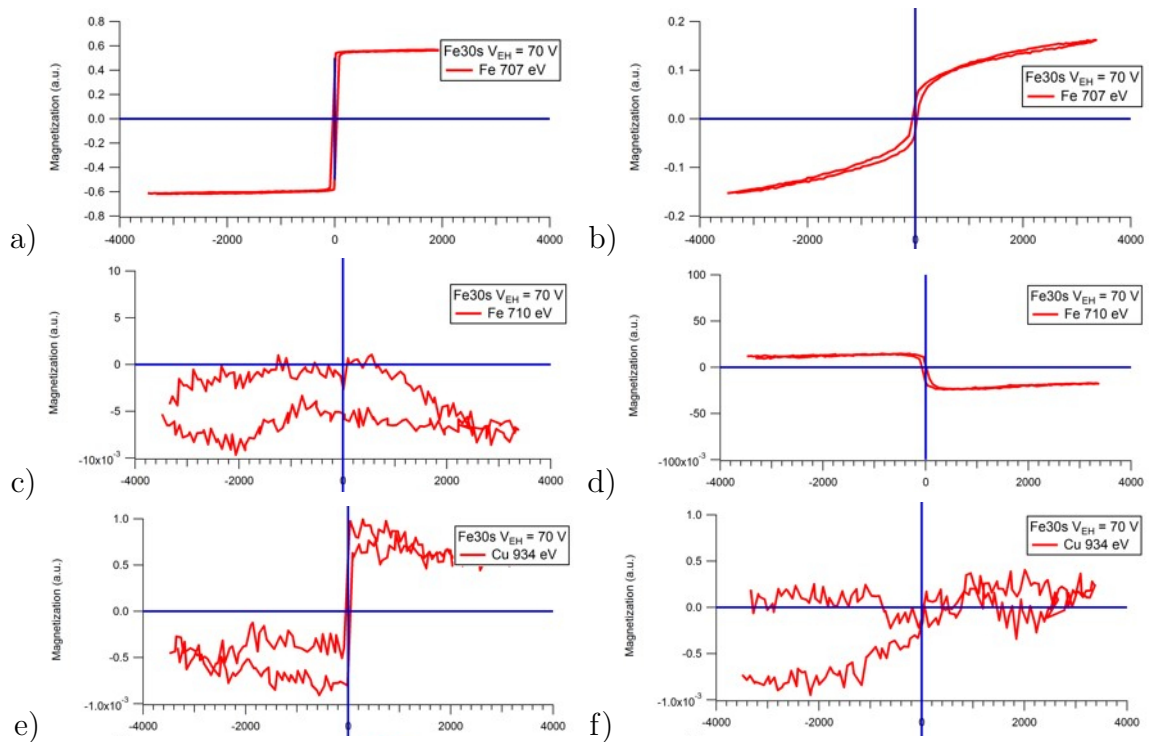 0.8
0.6
0.4
0.2
0.0
-0.2
-0.4
-0.6
-0.8
Magnetization (a.u.)
Fe30s V_EH = 70 V
Fe 707 eV
-4000 -2000 0 2000 4000
a)
0.2
0.1
0.0
-0.1
-0.2
Magnetization (a.u.)
Fe30s V_EH = 70 V
Fe 707 eV
-4000 -2000 0 2000 4000
b)
10
5
0
-5
-10x10⁻³
Magnetization (a.u.)
Fe30s V_EH = 70 V
Fe 710 eV
-4000 -2000 0 2000 4000
c)
100
50
0
-50
-100x10⁻³
Magnetization (a.u.)
Fe30s V_EH = 70 V
Fe 710 eV
-4000 -2000 0 2000 4000
d)
1.0
0.5
0.0
-0.5
-1.0x10⁻³
Magnetization (a.u.)
Fe30s V_EH = 70 V
Cu 934 eV
-4000 -2000 0 2000 4000
e)
1.0
0.5
0.0
-0.5
-1.0x10⁻³
Magnetization (a.u.)
Fe30s V_EH = 70 V
Cu 934 eV
-4000 -2000 0 2000 4000
f)